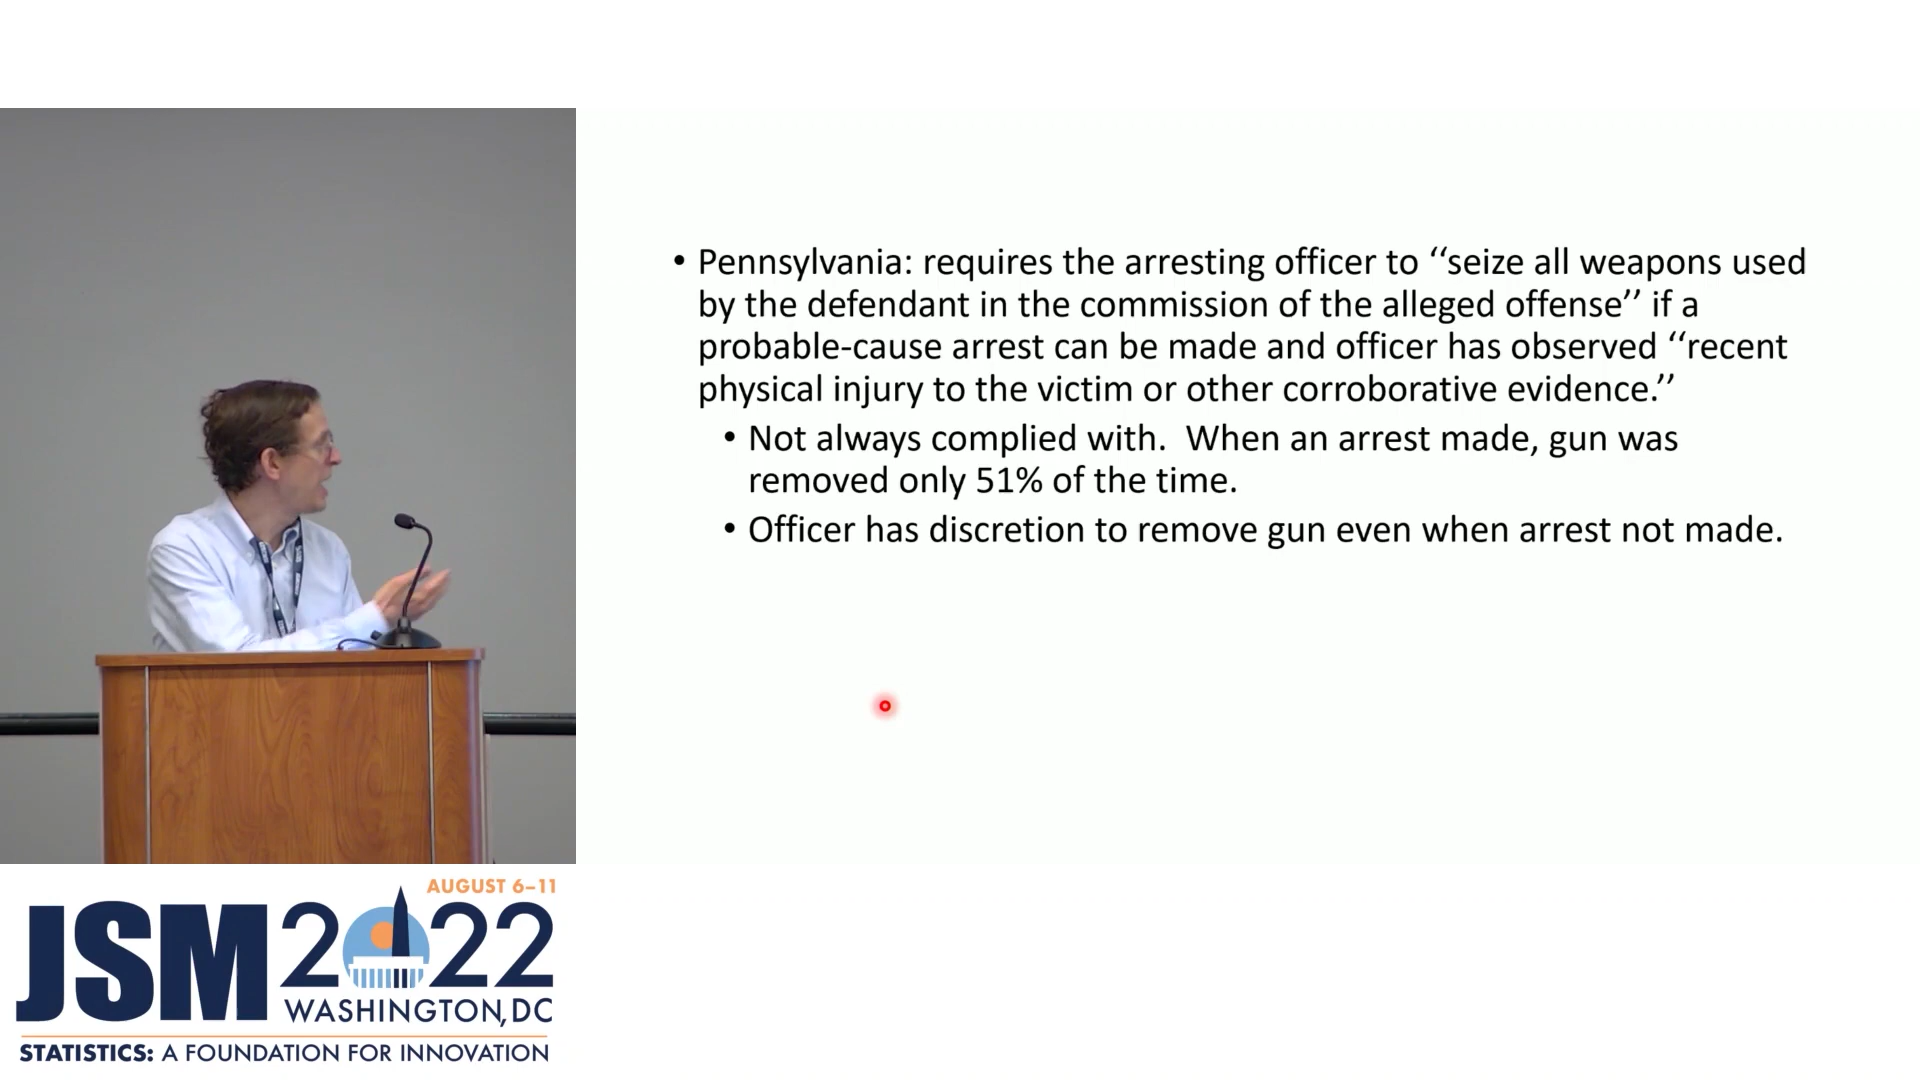 • Pennsylvania: requires the arresting officer to ‘‘seize all weapons used
by the defendant in the commission of the alleged offense’’ if a
probable-cause arrest can be made and officer has observed ‘‘recent
physical injury to the victim or other corroborative evidence.’’
• Not always complied with.  When an arrest made, gun was
removed only 51% of the time.
• Officer has discretion to remove gun even when arrest not made.
AUGUST 6–11
JSM 2022
WASHINGTON, DC
STATISTICS: A FOUNDATION FOR INNOVATION